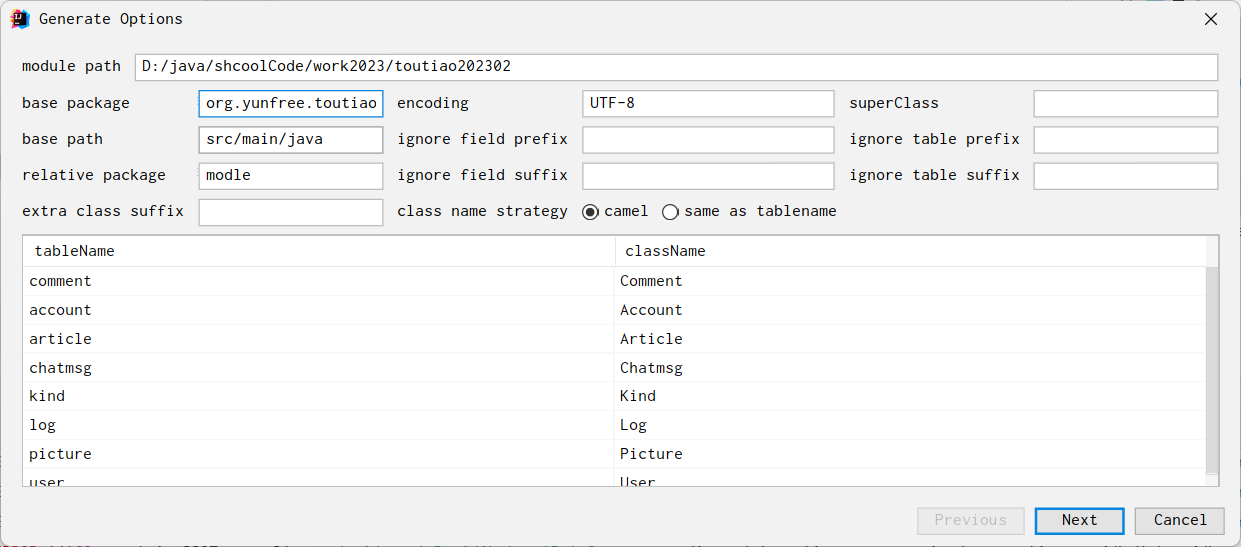 Generate Options
module path D:/java/shcoolCode/work2023/toutiao202302
base package org.yunfree.toutiao encoding UTF-8 superClass
base path src/main/java ignore field prefix ignore table prefix
relative package modle ignore field suffix ignore table suffix
extra class suffix class name strategy camel same as tablename
tableName className
comment Comment
account Account
article Article
chatmsg Chatmsg
kind Kind
log Log
picture Picture
user User
Previous Next Cancel